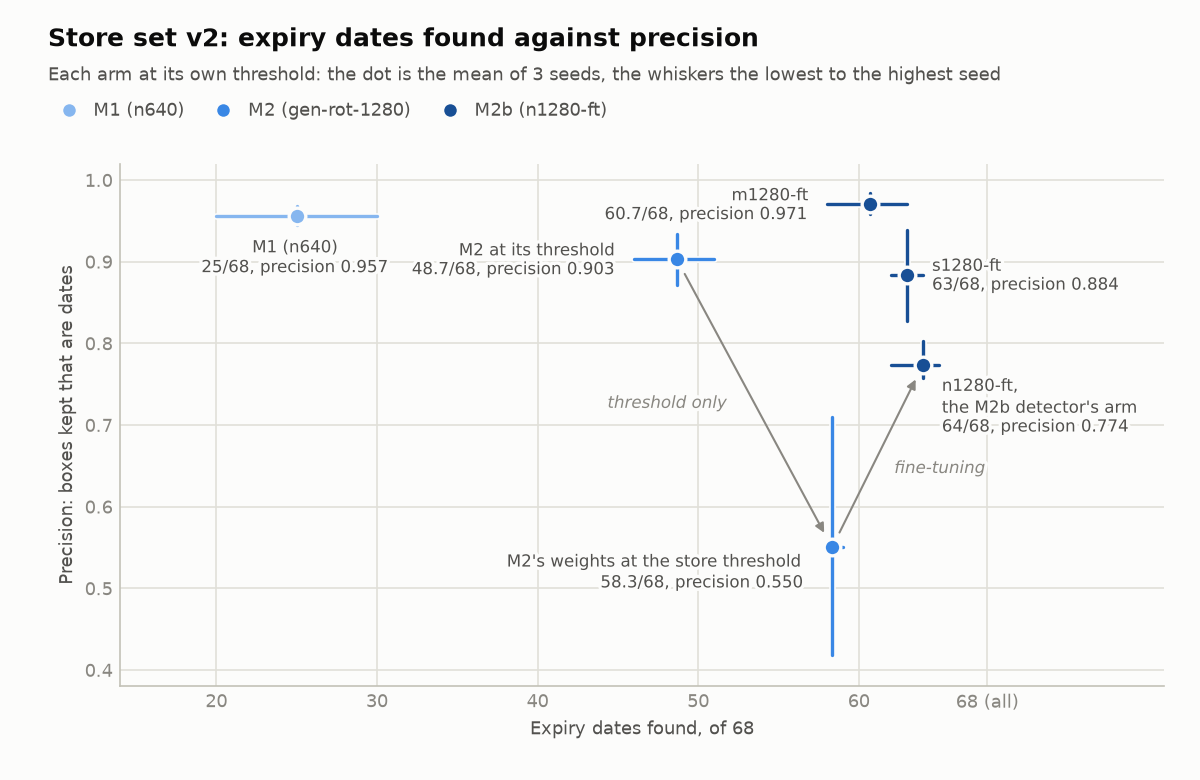 Store set v2: expiry dates found against precision
Each arm at its own threshold: the dot is the mean of 3 seeds, the whiskers the lowest to the highest seed
M1 (n640)
M2 (gen-rot-1280)
M2b (n1280-ft)
Precision: boxes kept that are dates
1.0
0.9
0.8
0.7
0.6
0.5
0.4
m1280-ft
60.7/68, precision 0.971
M1 (n640)
25/68, precision 0.957
M2 at its threshold
48.7/68, precision 0.903
s1280-ft
63/68, precision 0.884
n1280-ft,
the M2b detector's arm
64/68, precision 0.774
threshold only
fine-tuning
M2's weights at the store threshold
58.3/68, precision 0.550
20
30
40
50
60
68 (all)
Expiry dates found, of 68